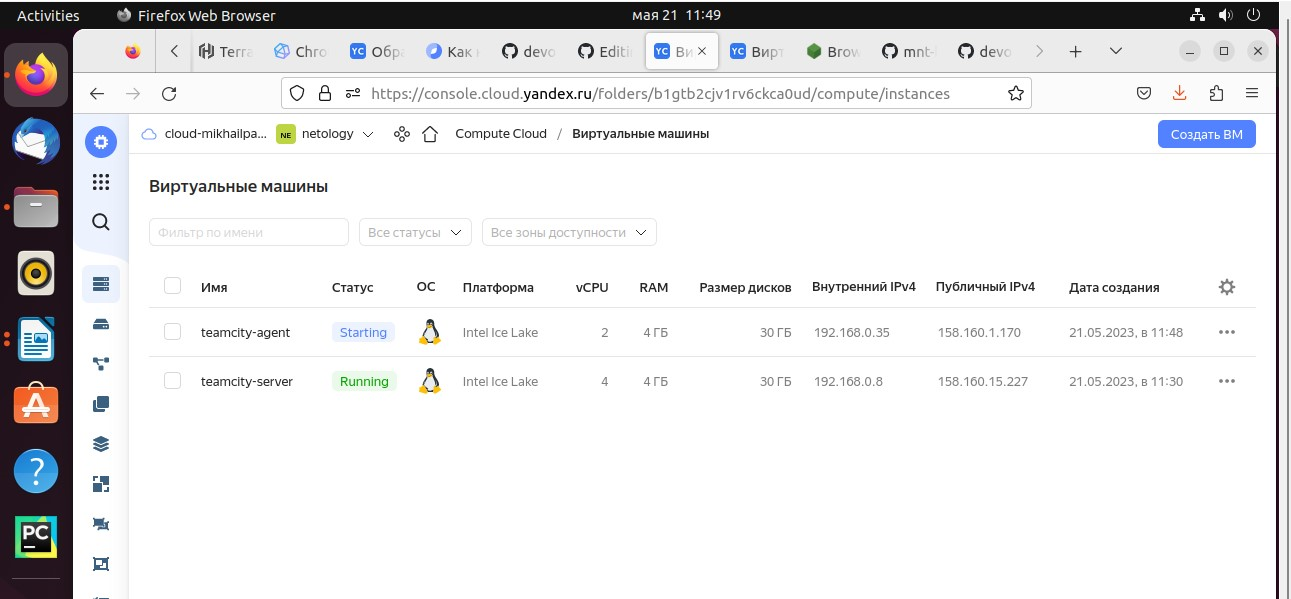 Activities Firefox Web Browser мая 21 11:49
Terra Chro YC Обра Как devo Editi YC Ви YC Вирт Brow mnt- devo
https://console.cloud.yandex.ru/folders/b1gtb2cjv1rv6ckca0ud/compute/instances
cloud-mikhailpa... NE netology Compute Cloud / Виртуальные машины Создать ВМ
Виртуальные машины
Фильтр по имени Все статусы Все зоны доступности
Имя Статус ОС Платформа vCPU RAM Размер дисков Внутренний IPv4 Публичный IPv4 Дата создания
teamcity-agent Starting Intel Ice Lake 2 4 ГБ 30 ГБ 192.168.0.35 158.160.1.170 21.05.2023, в 11:48
teamcity-server Running Intel Ice Lake 4 4 ГБ 30 ГБ 192.168.0.8 158.160.15.227 21.05.2023, в 11:30
?
PC